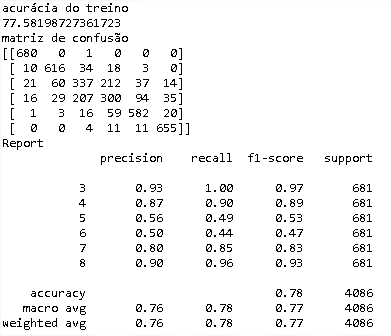 acurácia do treino
77.58198727361723
matriz de confusão
[[680 0 1 0 0 0]
[ 10 616 34 18 3 0]
[ 21 60 337 212 37 14]
[ 16 29 207 300 94 35]
[ 1 3 16 59 582 20]
[ 0 0 4 11 11 655]]
Report
precision recall f1-score support
3 0.93 1.00 0.97 681
4 0.87 0.90 0.89 681
5 0.56 0.49 0.53 681
6 0.50 0.44 0.47 681
7 0.80 0.85 0.83 681
8 0.90 0.96 0.93 681
accuracy 0.78 4086
macro avg 0.76 0.78 0.77 4086
weighted avg 0.76 0.78 0.77 4086